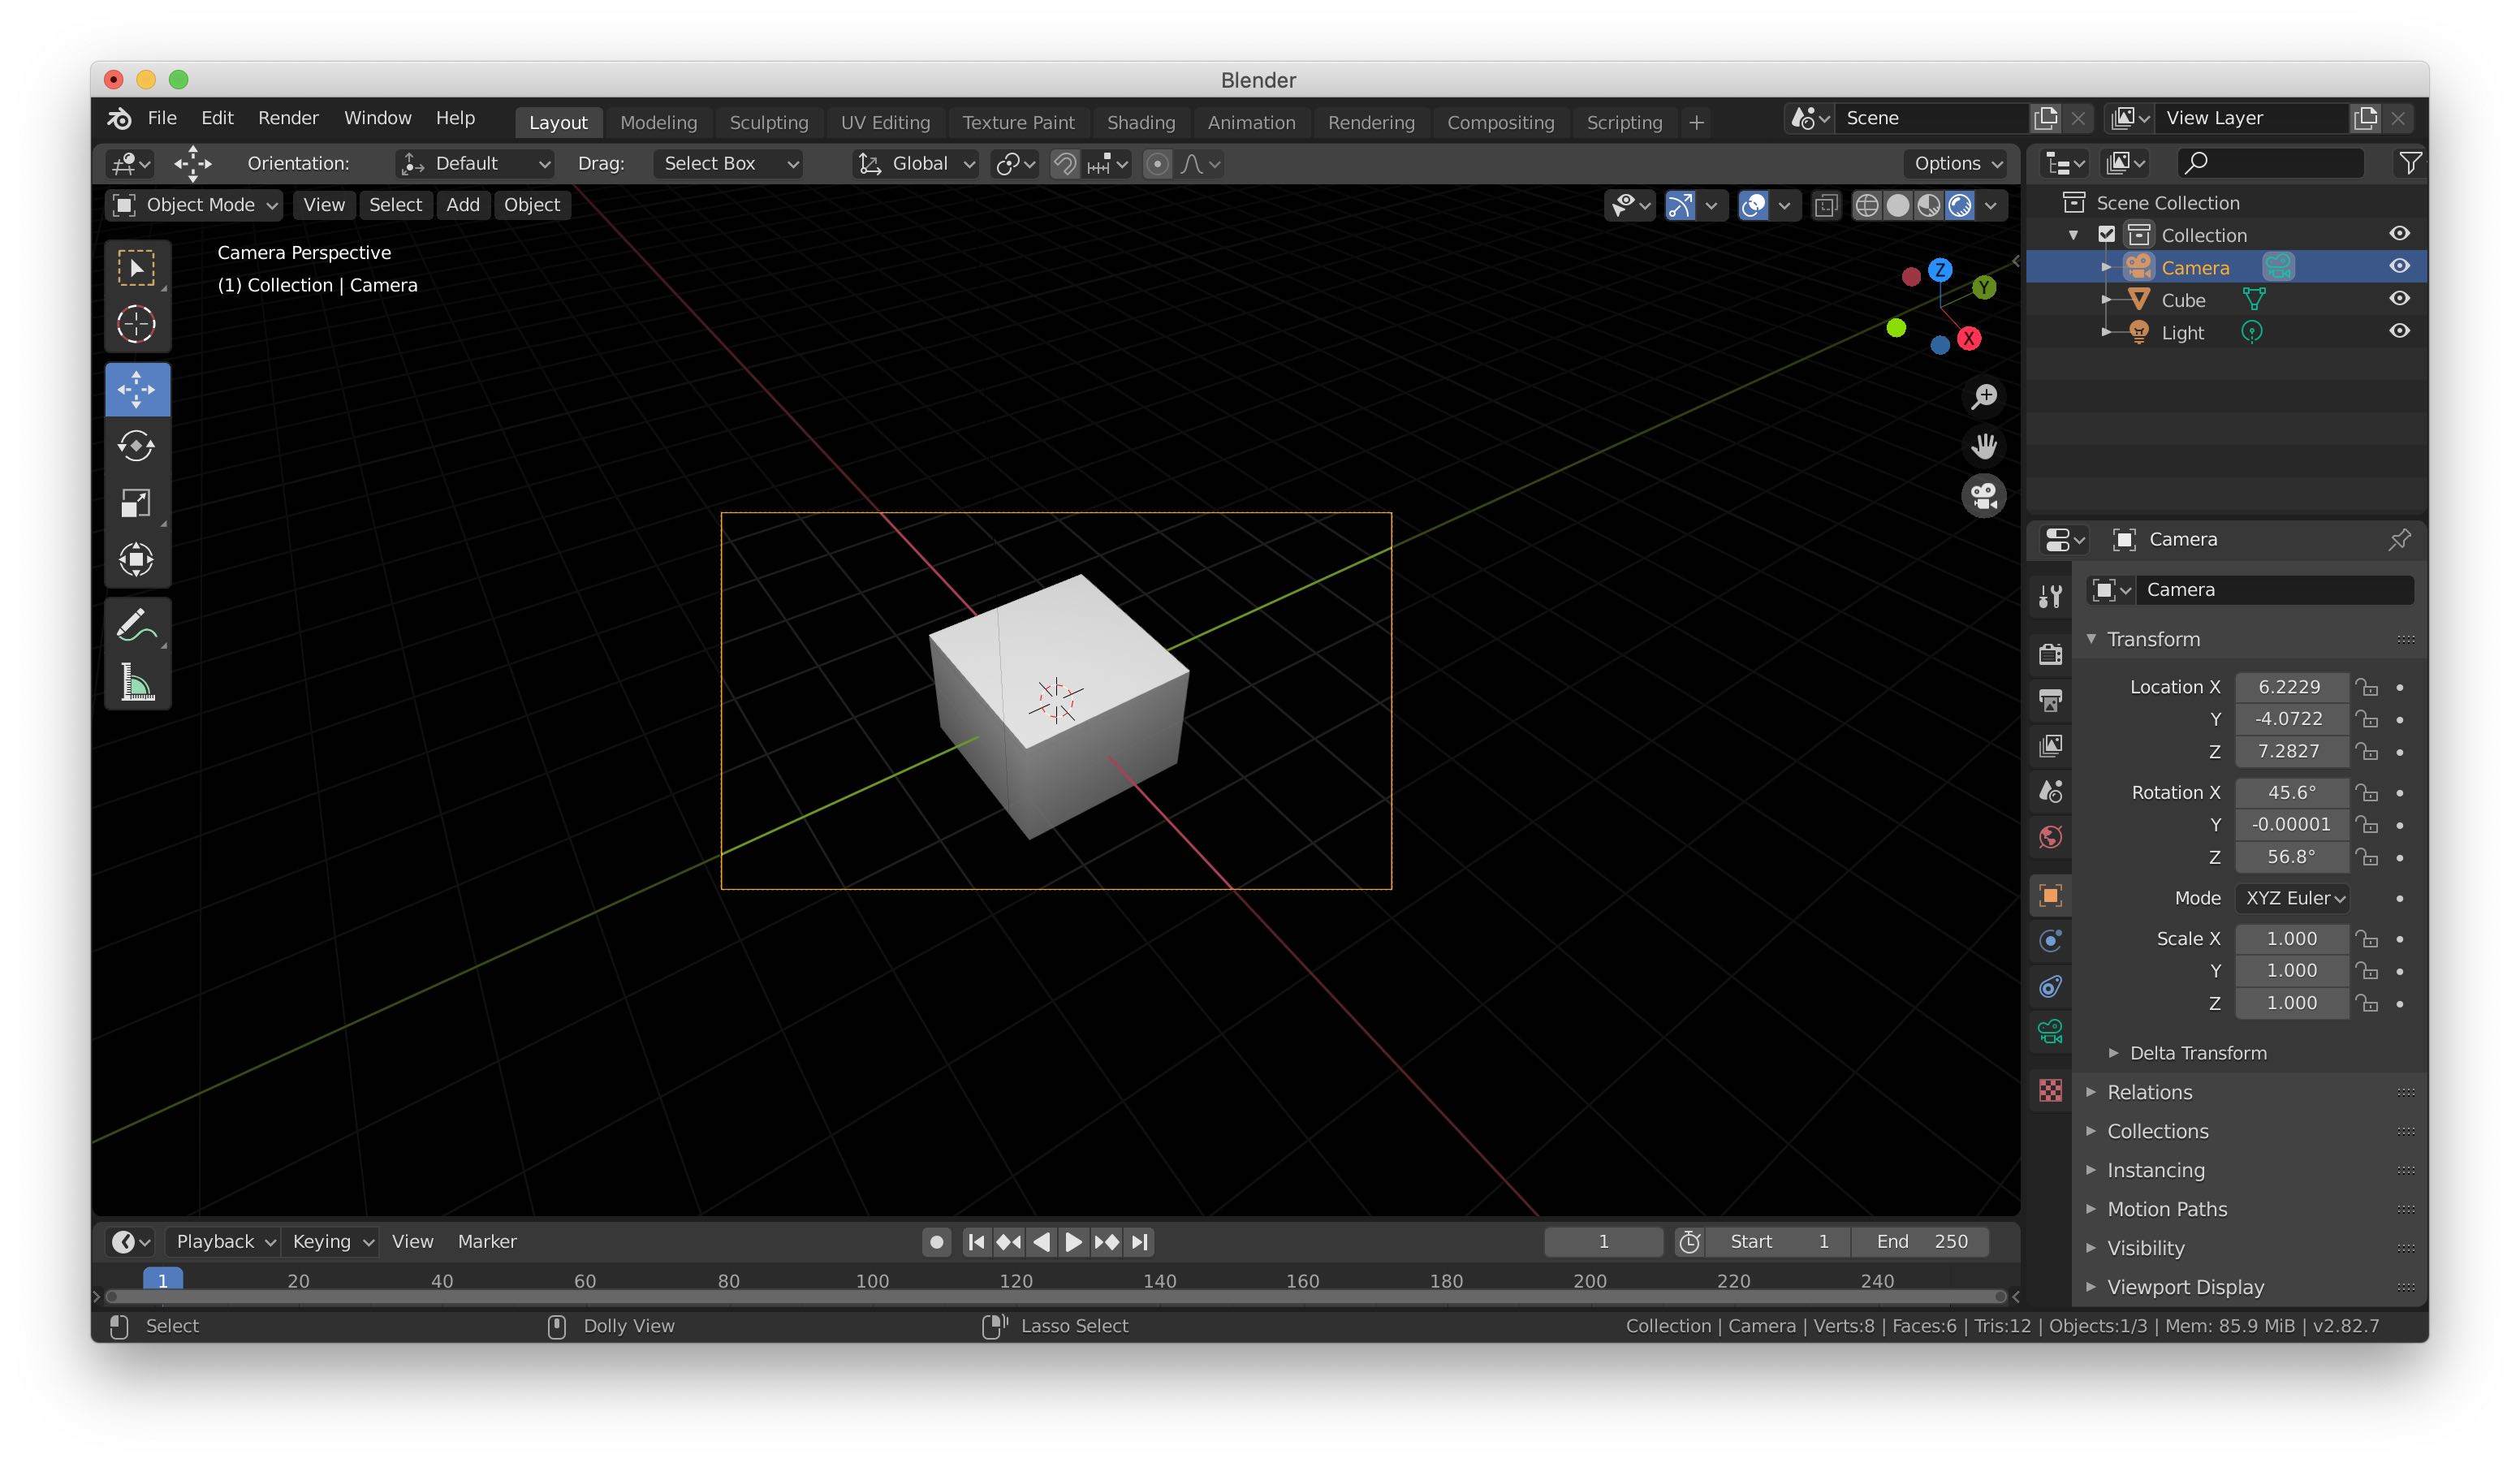 Blender
File Edit Render Window Help Layout Modeling Sculpting UV Editing Texture Paint Shading Animation Rendering Compositing Scripting + Scene View Layer
Orientation: Default Drag: Select Box Global Options
Object Mode View Select Add Object
Camera Perspective
(1) Collection | Camera
Z
Y
X
Scene Collection
Collection
Camera
Cube
Light
Camera
Camera
Transform
Location X 6.2229
Y -4.0722
Z 7.2827
Rotation X 45.6°
Y -0.00001
Z 56.8°
Mode XYZ Euler
Scale X 1.000
Y 1.000
Z 1.000
Delta Transform
Relations
Collections
Instancing
Motion Paths
Visibility
Viewport Display
Playback Keying View Marker 1 Start 1 End 250
1 20 40 60 80 100 120 140 160 180 200 220 240
Select Dolly View Lasso Select Collection | Camera | Verts:8 | Faces:6 | Tris:12 | Objects:1/3 | Mem: 85.9 MiB | v2.82.7